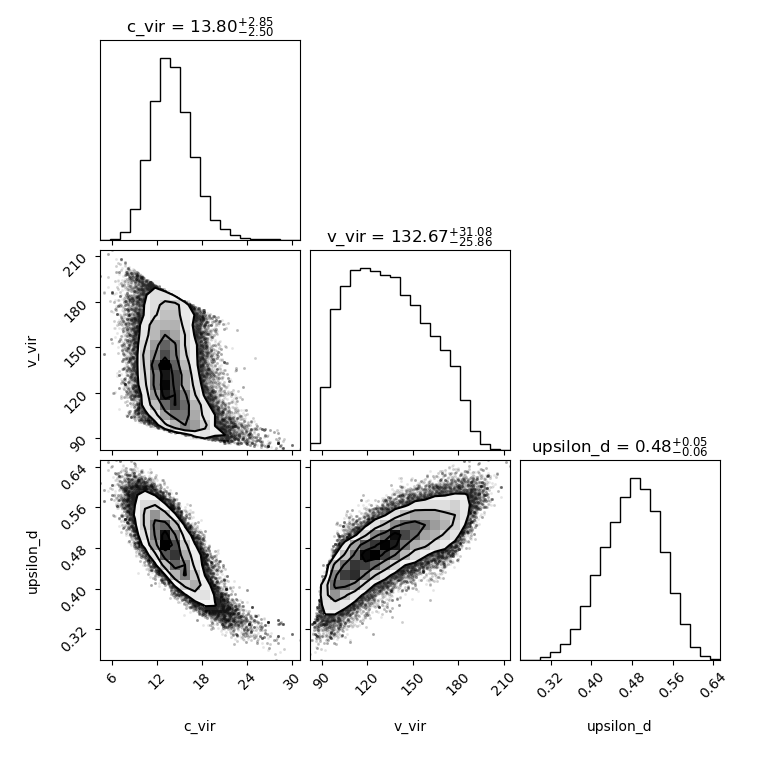 c_vir = 13.80+2.85 −2.50
v_vir = 132.67+31.08 −25.86
upsilon_d = 0.48+0.05 −0.06
210
180
150
120
90
v_vir
0.64
0.56
0.48
0.40
0.32
upsilon_d
6 12 18 24 30
90 120 150 180 210
0.32 0.40 0.48 0.56 0.64
c_vir v_vir upsilon_d